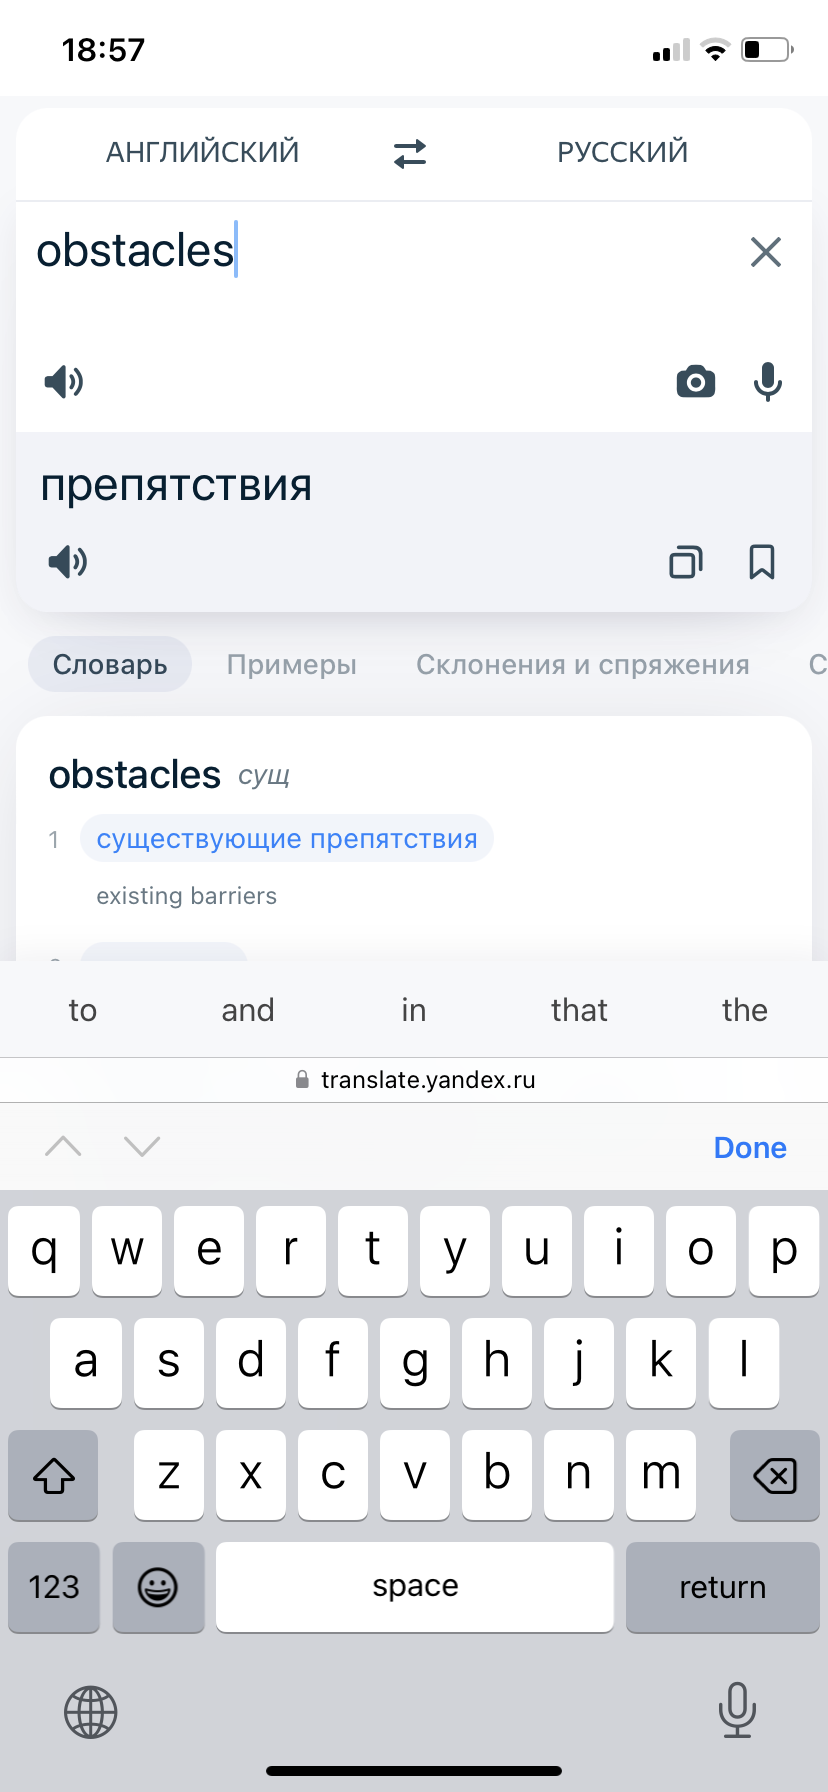 18:57
АНГЛИЙСКИЙ РУССКИЙ
obstacles
препятствия
Словарь Примеры Склонения и спряжения С
obstacles сущ
1 существующие препятствия
existing barriers
to and in that the
translate.yandex.ru
Done
q w e r t y u i o p
a s d f g h j k l
z x c v b n m
123 space return